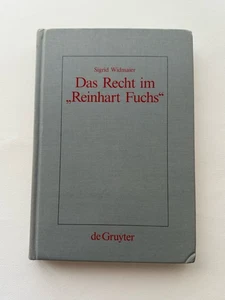 Sigrid Widmaier
Das Recht im
„Reinhart Fuchs“
de Gruyter